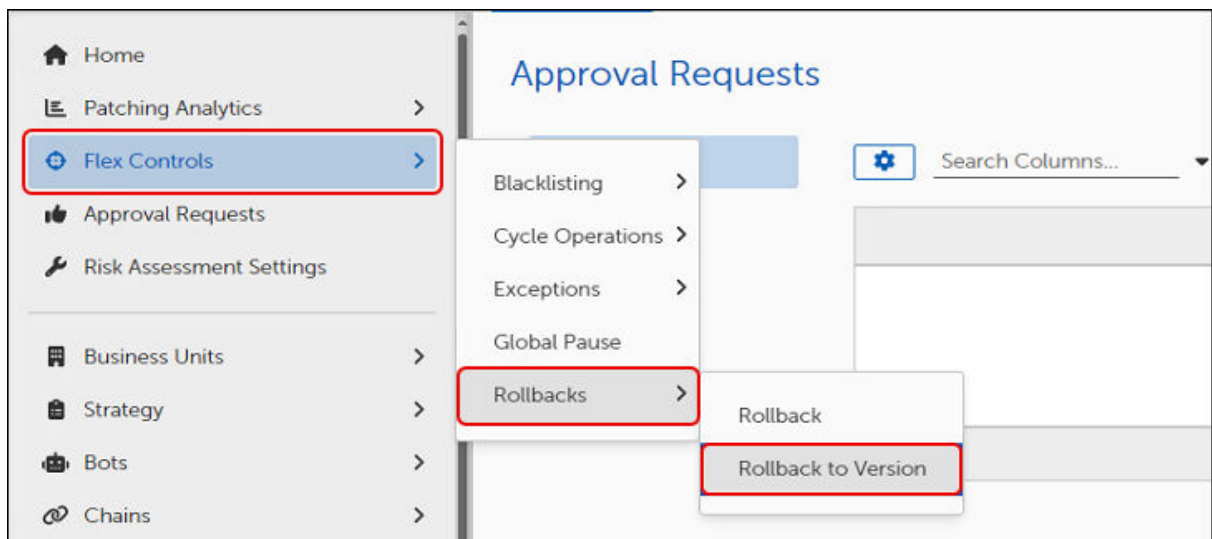 Home
Patching Analytics
Flex Controls
Approval Requests
Risk Assessment Settings
Business Units
Strategy
Bots
Chains
Blacklisting
Cycle Operations
Exceptions
Global Pause
Rollbacks
Rollback
Rollback to Version
Approval Requests
Search Columns...